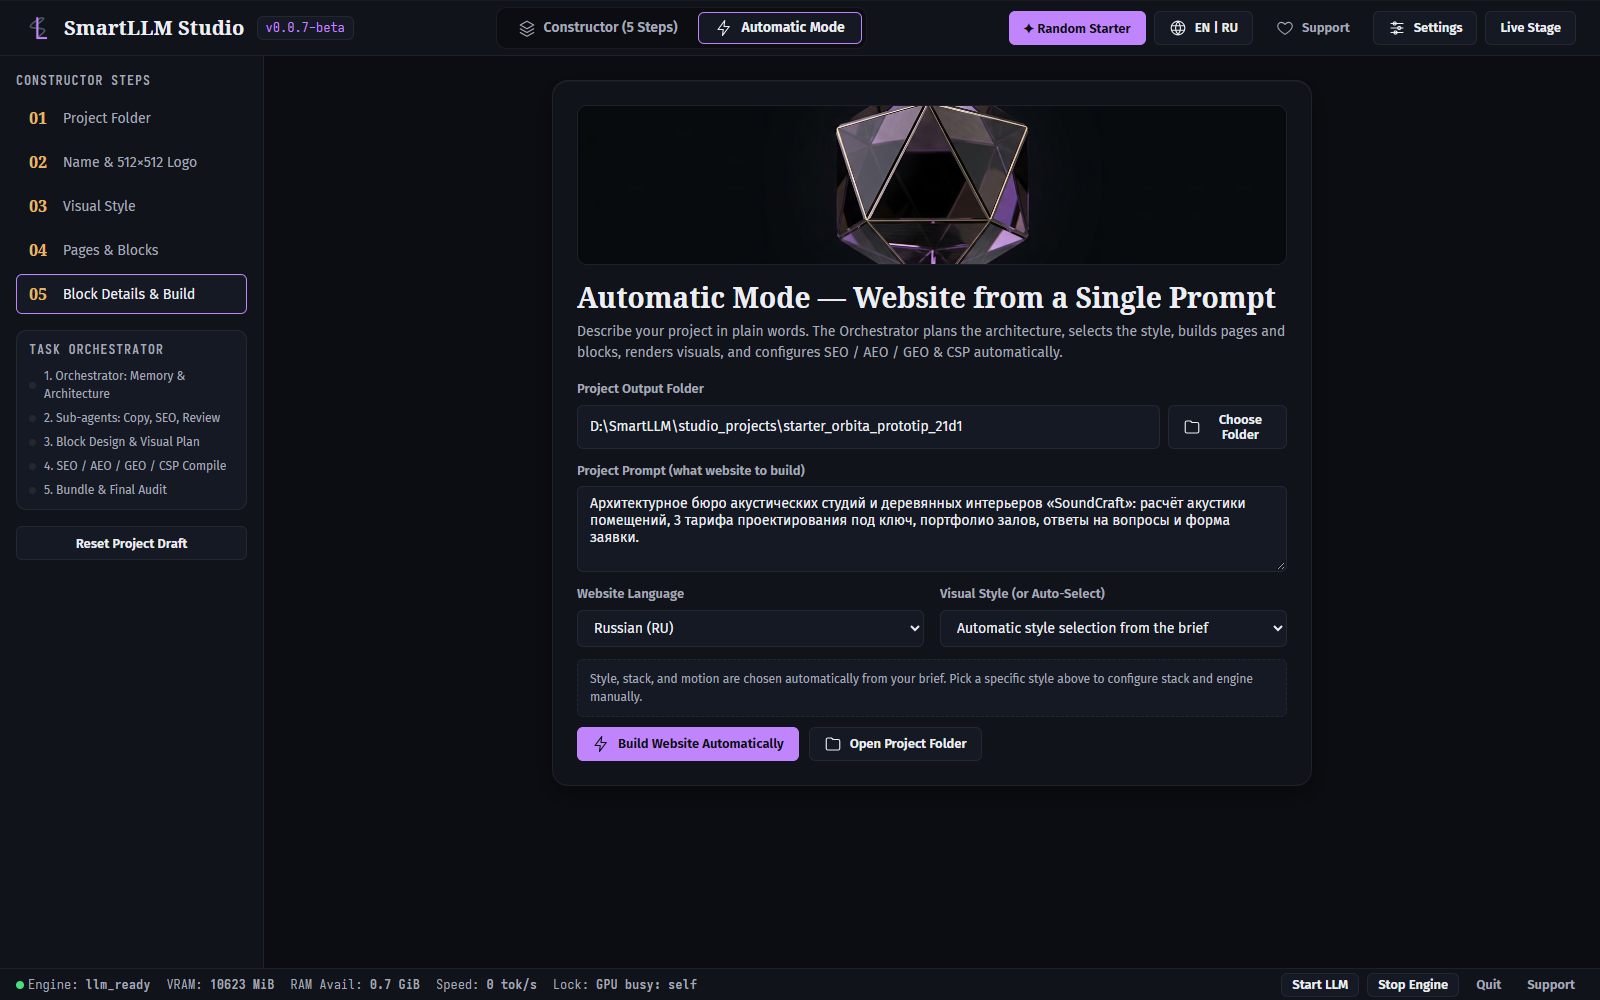 SmartLLM Studio
v0.0.7-beta
Constructor (5 Steps)
Automatic Mode
✦ Random Starter
EN | RU
Support
Settings
Live Stage
CONSTRUCTOR STEPS
01 Project Folder
02 Name & 512×512 Logo
03 Visual Style
04 Pages & Blocks
05 Block Details & Build
TASK ORCHESTRATOR
1. Orchestrator: Memory &
Architecture
2. Sub-agents: Copy, SEO, Review
3. Block Design & Visual Plan
4. SEO / AEO / GEO / CSP Compile
5. Bundle & Final Audit
Reset Project Draft
Automatic Mode — Website from a Single Prompt
Describe your project in plain words. The Orchestrator plans the architecture, selects the style, builds pages and
blocks, renders visuals, and configures SEO / AEO / GEO & CSP automatically.
Project Output Folder
D:\SmartLLM\studio_projects\starter_orbita_prototip_21d1
Choose
Folder
Project Prompt (what website to build)
Архитектурное бюро акустических студий и деревянных интерьеров «SoundCraft»: расчёт акустики
помещений, 3 тарифа проектирования под ключ, портфолио залов, ответы на вопросы и форма
заявки.
Website Language
Visual Style (or Auto-Select)
Russian (RU)
Automatic style selection from the brief
Style, stack, and motion are chosen automatically from your brief. Pick a specific style above to configure stack and engine
manually.
Build Website Automatically
Open Project Folder
Engine: llm_ready
VRAM: 10623 MiB
RAM Avail: 0.7 GiB
Speed: 0 tok/s
Lock: GPU busy: self
Start LLM
Stop Engine
Quit
Support